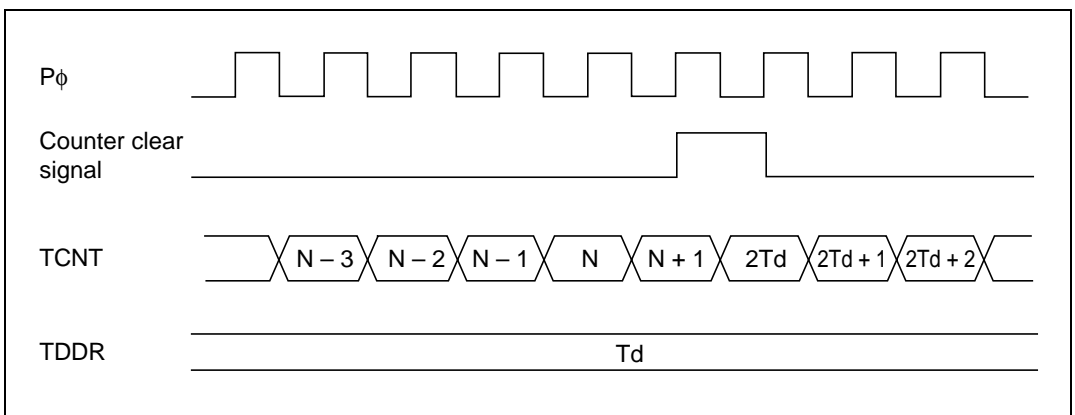 Pϕ
Counter clear
signal
TCNT
N – 3 N – 2 N – 1 N N + 1 2Td 2Td + 1 2Td + 2
TDDR
Td